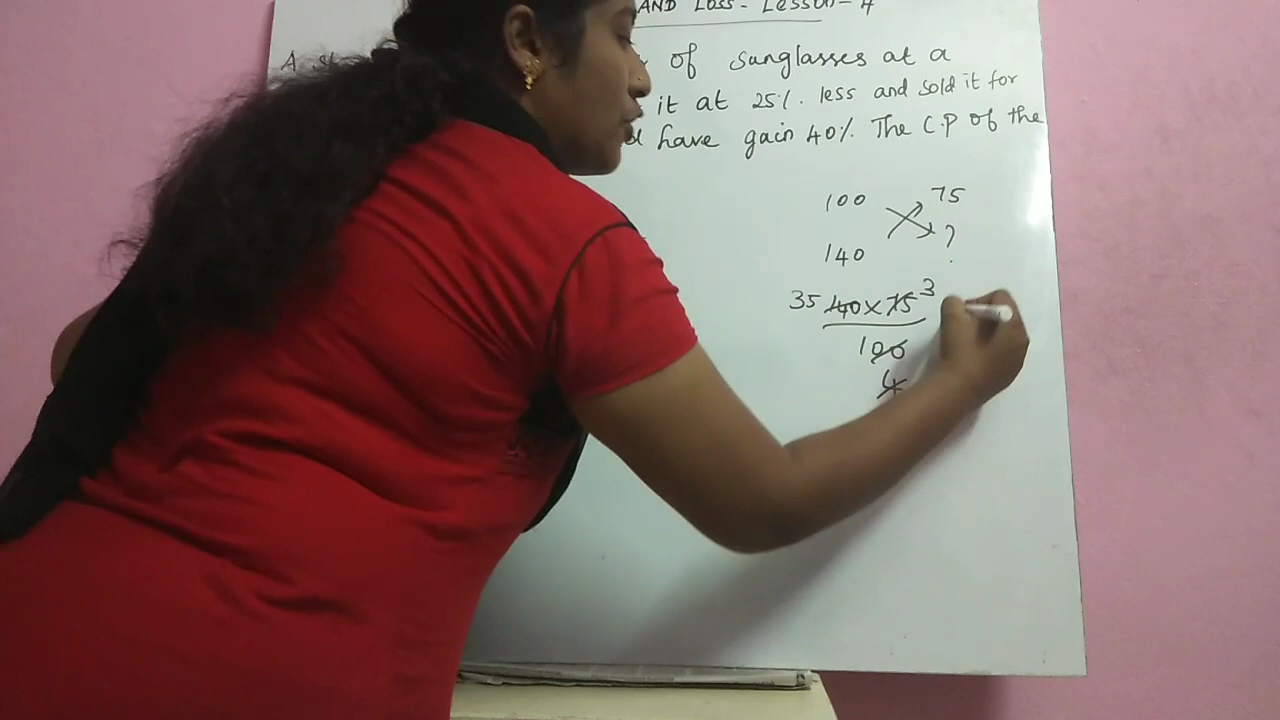 AND LOSS - Lesson - 4
A of sunglasses at a
it at 25%. less and sold it for
have gain 40%. The C.P of the
100 75
140 ?
35 140 x 75 3
100
4